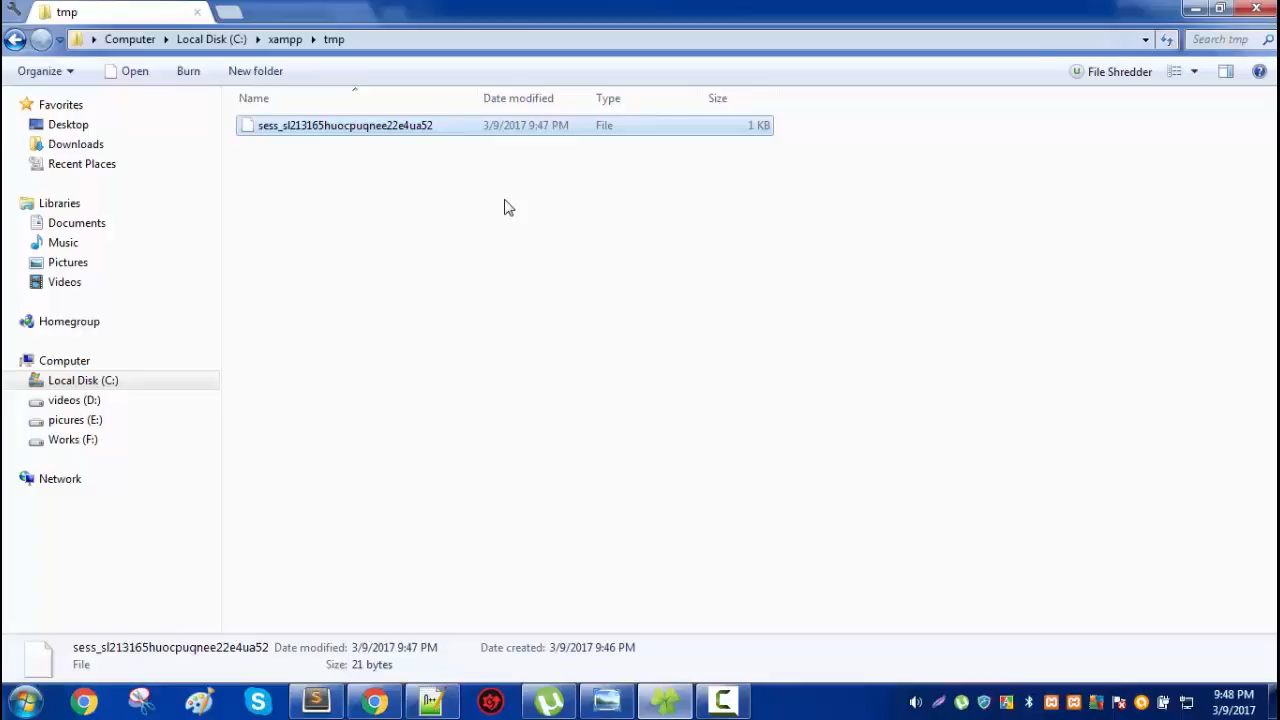 tmp
Computer Local Disk (C:) xampp tmp
Search tmp
Organize Open Burn New folder File Shredder
Name Date modified Type Size
sess_sl213165huocpuqnee22e4ua52 3/9/2017 9:47 PM File 1 KB
Favorites
Desktop
Downloads
Recent Places
Libraries
Documents
Music
Pictures
Videos
Homegroup
Computer
Local Disk (C:)
videos (D:)
picures (E:)
Works (F:)
Network
sess_sl213165huocpuqnee22e4ua52 Date modified: 3/9/2017 9:47 PM Date created: 3/9/2017 9:46 PM
File Size: 21 bytes
9:48 PM
3/9/2017